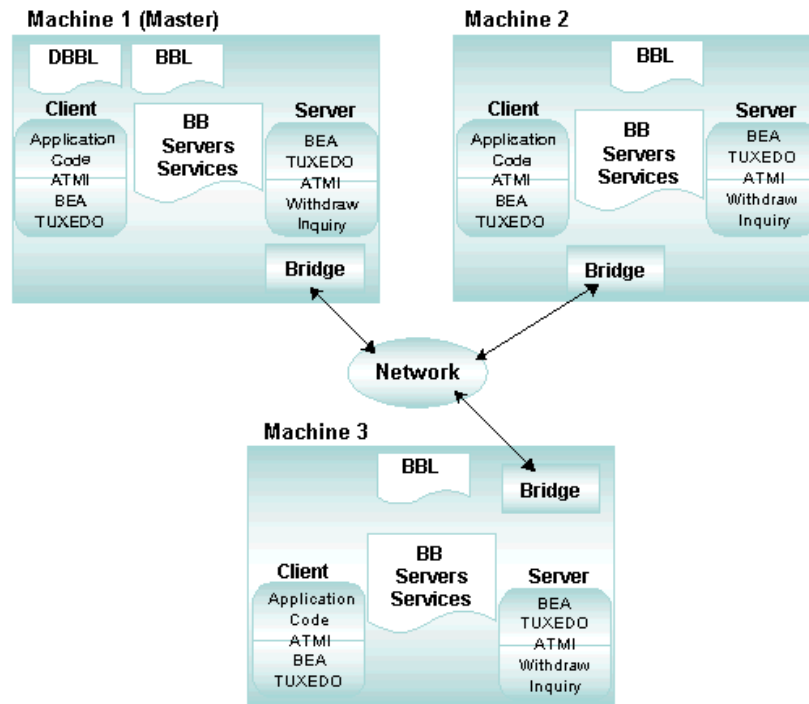 Machine 1 (Master)
DBBL
BBL
Client
Application
Code
ATMI
BEA
TUXEDO
BB
Servers
Services
Server
BEA
TUXEDO
ATMI
Withdraw
Inquiry
Bridge
Machine 2
BBL
Client
Application
Code
ATMI
BEA
TUXEDO
BB
Servers
Services
Server
BEA
TUXEDO
ATMI
Withdraw
Inquiry
Bridge
Network
Machine 3
BBL
Bridge
Client
Application
Code
ATMI
BEA
TUXEDO
BB
Servers
Services
Server
BEA
TUXEDO
ATMI
Withdraw
Inquiry